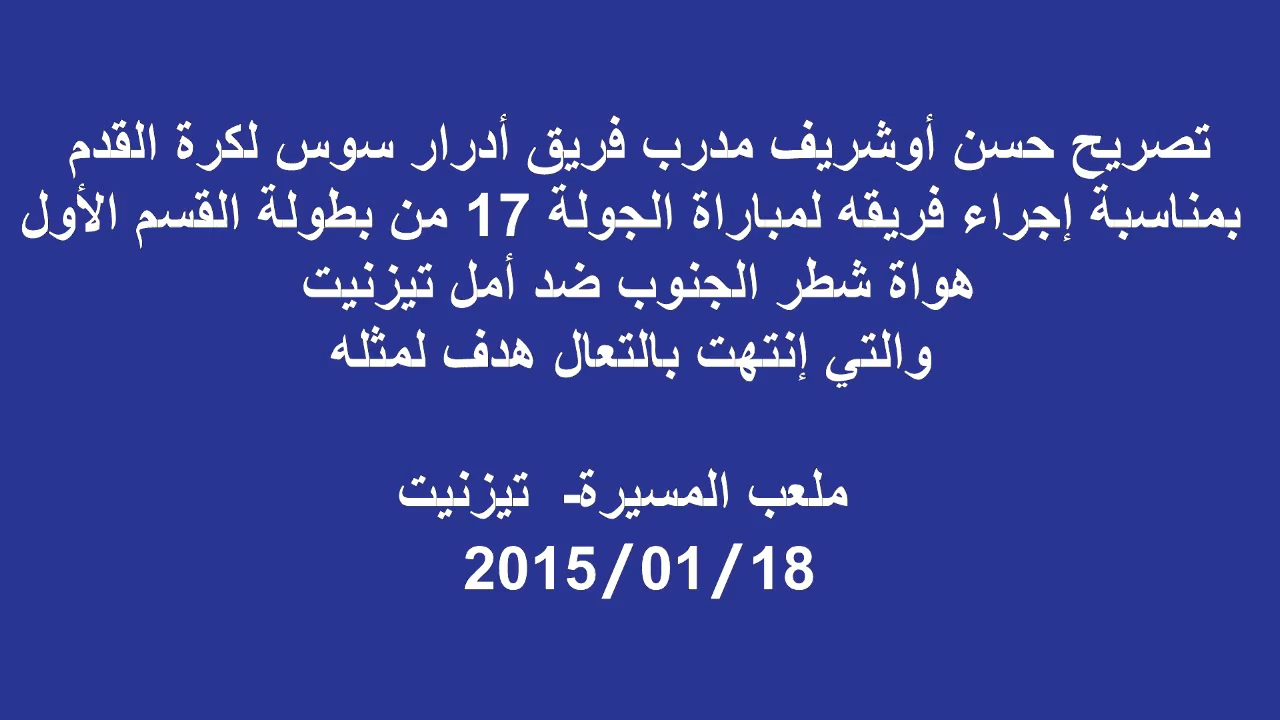 تصريح حسن أوشريف مدرب فريق أدرار سوس لكرة القدم
بمناسبة إجراء فريقه لمباراة الجولة 17 من بطولة القسم الأول
هواة شطر الجنوب ضد أمل تيزنيت
والتي إنتهت بالتعال هدف لمثله
ملعب المسيرة- تيزنيت
2015/01/18